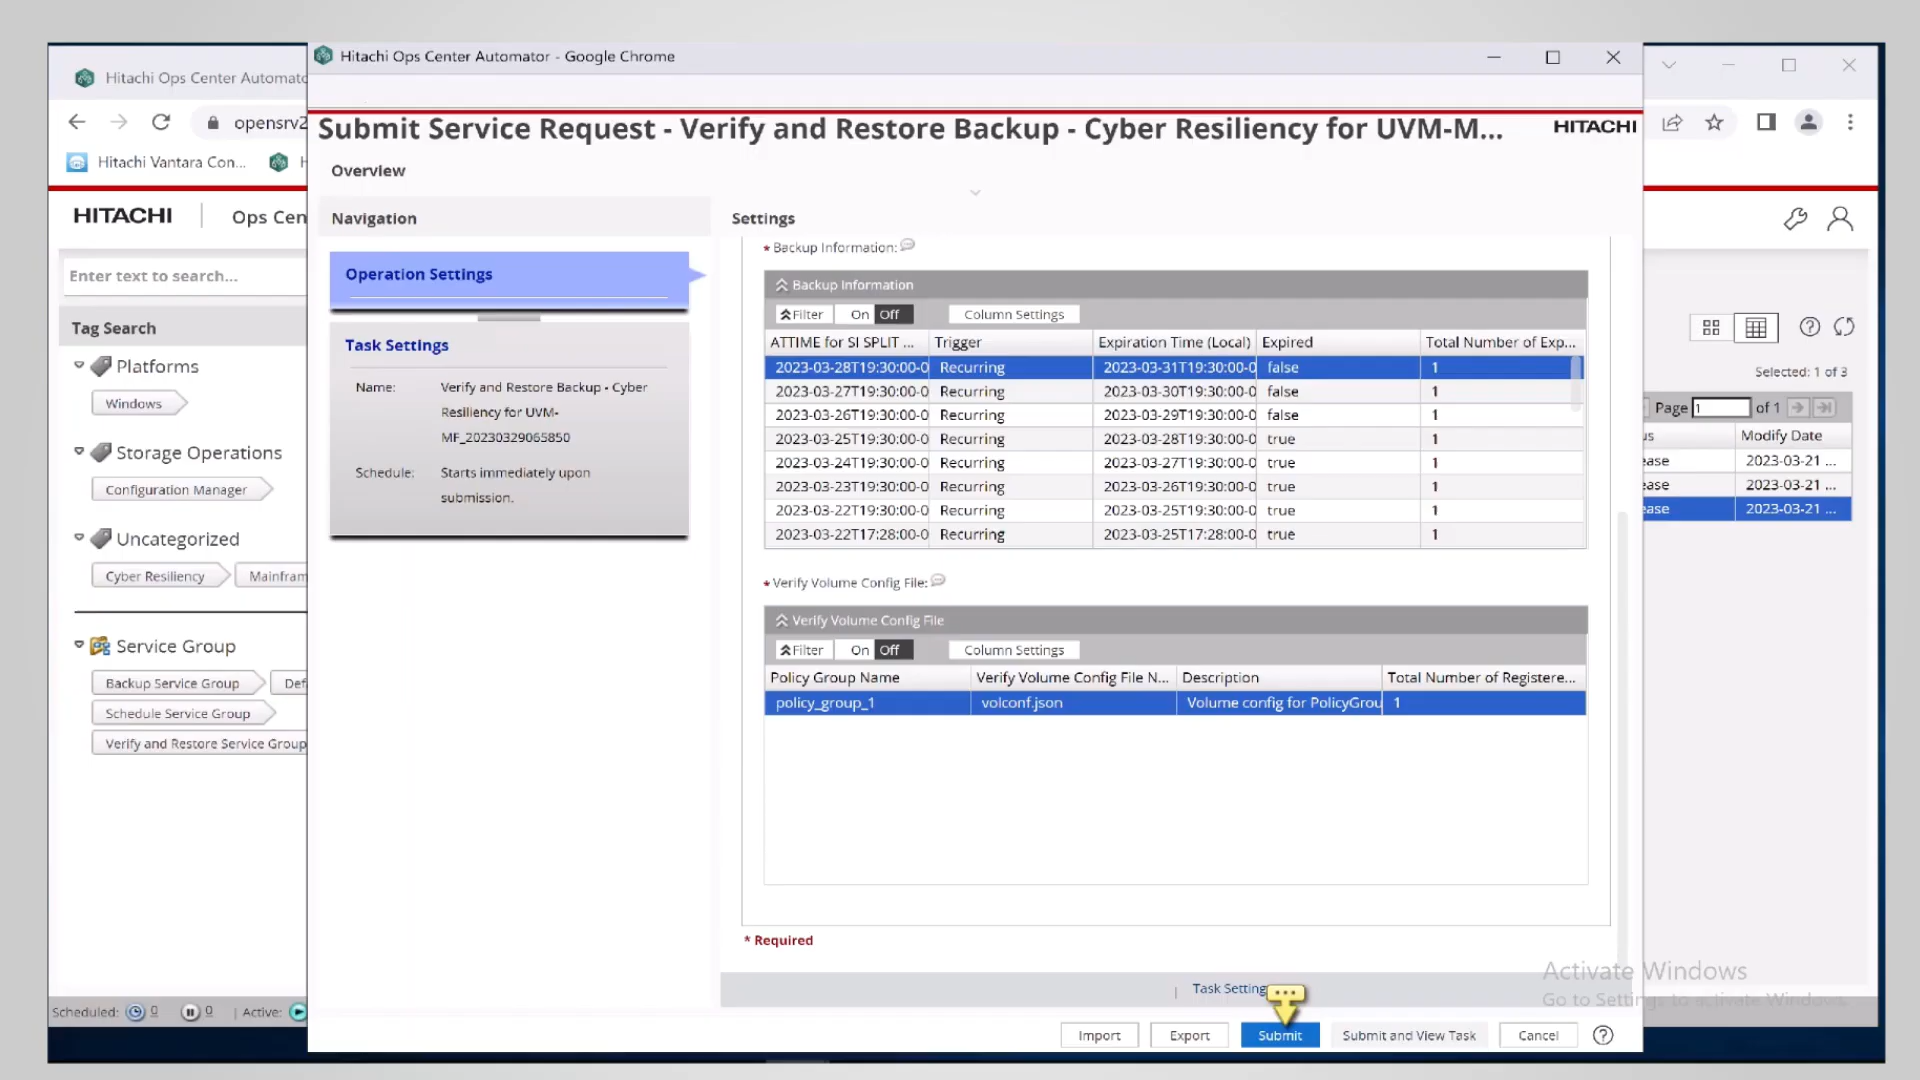 Hitachi Ops Center Automator - Google Chrome
Hitachi Ops Center Automato
opensrv2
Submit Service Request - Verify and Restore Backup - Cyber Resiliency for UVM-M...
HITACHI
Hitachi Vantara Con...
Overview
HITACHI
Ops Cen
Navigation
Settings
Enter text to search...
Operation Settings
* Backup Information:
Backup Information
Filter On Off Column Settings
Tag Search
Platforms
Windows
Storage Operations
Configuration Manager
Uncategorized
Cyber Resiliency
Mainfram
Service Group
Backup Service Group
Def
Schedule Service Group
Verify and Restore Service Group
Task Settings
Name: Verify and Restore Backup - Cyber
Resiliency for UVM-
MF_20230329065850
Schedule: Starts immediately upon
submission.
ATTIME for SI SPLIT ... Trigger Expiration Time (Local) Expired Total Number of Exp...
2023-03-28T19:30:00-0 Recurring 2023-03-31T19:30:00-0 false 1
2023-03-27T19:30:00-0 Recurring 2023-03-30T19:30:00-0 false 1
2023-03-26T19:30:00-0 Recurring 2023-03-29T19:30:00-0 false 1
2023-03-25T19:30:00-0 Recurring 2023-03-28T19:30:00-0 true 1
2023-03-24T19:30:00-0 Recurring 2023-03-27T19:30:00-0 true 1
2023-03-23T19:30:00-0 Recurring 2023-03-26T19:30:00-0 true 1
2023-03-22T19:30:00-0 Recurring 2023-03-25T19:30:00-0 true 1
2023-03-22T17:28:00-0 Recurring 2023-03-25T17:28:00-0 true 1
* Verify Volume Config File:
Verify Volume Config File
Filter On Off Column Settings
Policy Group Name Verify Volume Config File N... Description Total Number of Registere...
policy_group_1 volconf.json Volume config for PolicyGrou 1
* Required
Selected: 1 of 3
Page 1 of 1
us Modify Date
ease 2023-03-21 ...
ease 2023-03-21 ...
ease 2023-03-21 ...
Activate Windows
Go to Settings to activate Windows.
Task Setting
Scheduled: 0 0 | Active:
Import
Export
Submit
Submit and View Task
Cancel